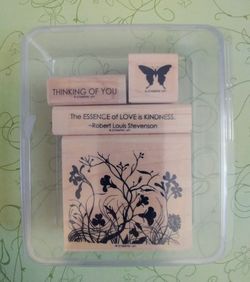 THINKING OF YOU
The ESSENCE of LOVE is KINDNESS.
~Robert Louis Stevenson